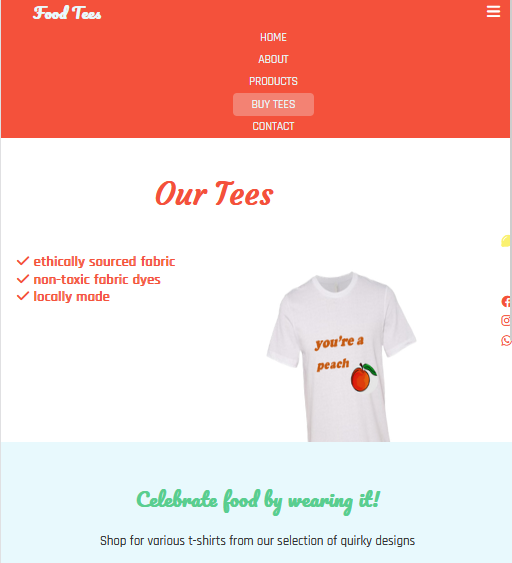 Food Tees
HOME
ABOUT
PRODUCTS
BUY TEES
CONTACT
Our Tees
ethically sourced fabric
non-toxic fabric dyes
locally made
you're a
peach
Celebrate food by wearing it!
Shop for various t-shirts from our selection of quirky designs